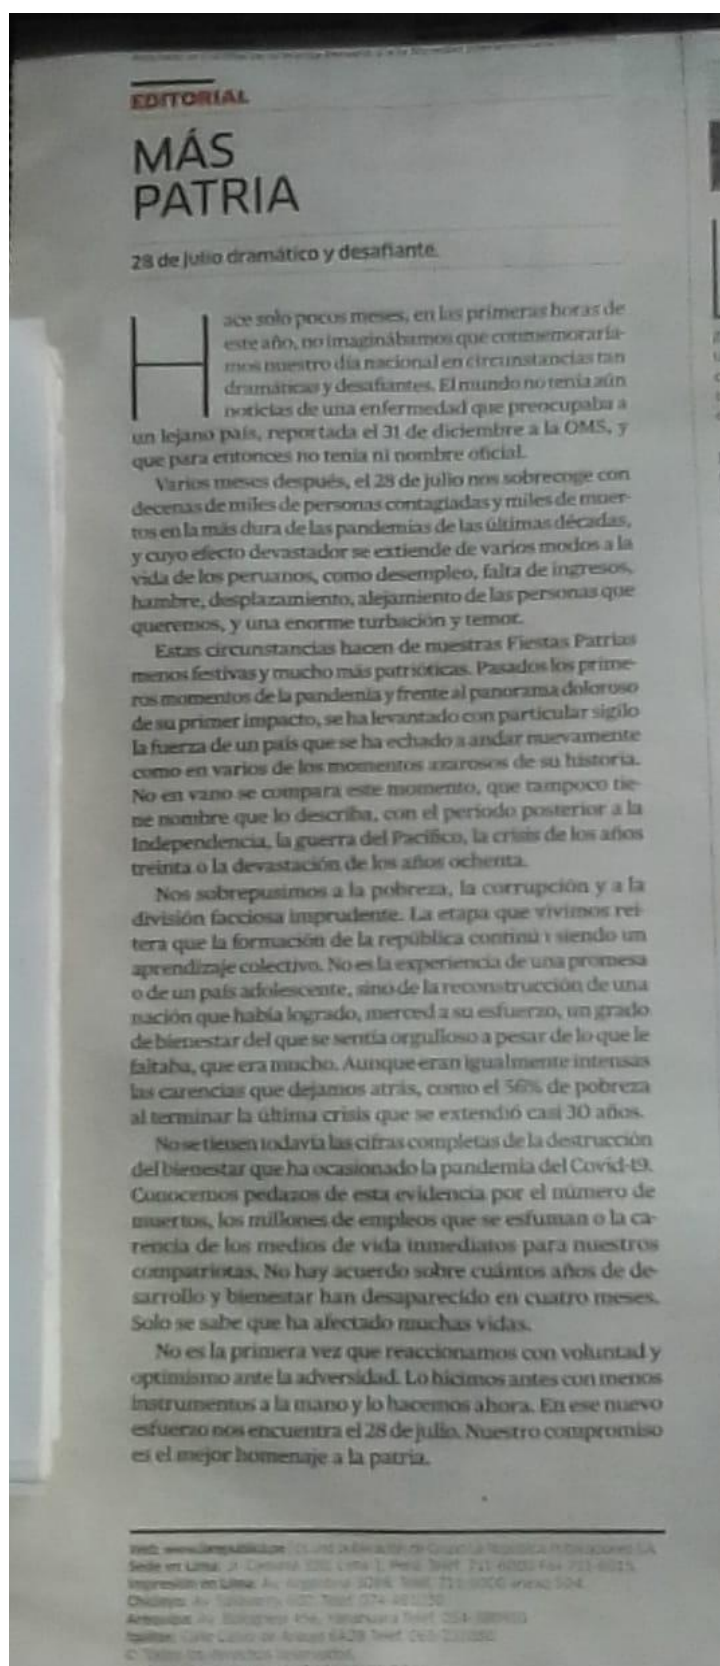 EDITORIAL
MÁS
PATRIA
28 de julio dramático y desafiante.
Hace solo pocos meses, en las primeras horas de
este año, no imaginábamos que conmemoraría-
mos nuestro día nacional en circunstancias tan
dramáticas y desafiantes. El mundo no tenía aún
noticias de una enfermedad que preocupaba a
un lejano país, reportada el 31 de diciembre a la OMS, y
que para entonces no tenía ni nombre oficial.
Varios meses después, el 28 de julio nos sobrecoge con
decenas de miles de personas contagiadas y miles de muer-
tos en la más dura de las pandemias de las últimas décadas,
y cuyo efecto devastador se extiende de varios modos a la
vida de los peruanos, como desempleo, falta de ingresos,
hambre, desplazamiento, alejamiento de las personas que
queremos, y una enorme turbación y temor.
Estas circunstancias hacen de nuestras Fiestas Patrias
menos festivas y mucho más patrióticas. Pasados los prime-
ros momentos de la pandemia y frente al panorama doloroso
de su primer impacto, se ha levantado con particular sigilo
la fuerza de un país que se ha echado a andar nuevamente
como en varios de los momentos azarosos de su historia.
No en vano se compara este momento, que tampoco tie-
ne nombre que lo describa, con el período posterior a la
Independencia, la guerra del Pacífico, la crisis de los años
treinta o la devastación de los años ochenta.
Nos sobrepusimos a la pobreza, la corrupción y a la
división facciosa imprudente. La etapa que vivimos rei-
tera que la formación de la república continúa siendo un
aprendizaje colectivo. No es la experiencia de una promesa
o de un país adolescente, sino de la reconstrucción de una
nación que había logrado, merced a su esfuerzo, un grado
de bienestar del que se sentía orgulloso a pesar de lo que le
faltaba, que era mucho. Aunque eran igualmente intensas
las carencias que dejamos atrás, como el 56% de pobreza
al terminar la última crisis que se extendió casi 30 años.
No se tienen todavía las cifras completas de la destrucción
del bienestar que ha ocasionado la pandemia del Covid-19.
Conocemos pedazos de esta evidencia por el número de
muertos, los millones de empleos que se esfuman o la ca-
rencia de los medios de vida inmediatos para nuestros
compatriotas. No hay acuerdo sobre cuántos años de de-
sarrollo y bienestar han desaparecido en cuatro meses.
Solo se sabe que ha afectado muchas vidas.
No es la primera vez que reaccionamos con voluntad y
optimismo ante la adversidad. Lo hicimos antes con menos
instrumentos a la mano y lo hacemos ahora. En ese nuevo
esfuerzo nos encuentra el 28 de julio. Nuestro compromiso
es el mejor homenaje a la patria.
Web:
Sede en Lima:
Impresión en Lima:
Chiclayo:
Arequipa: